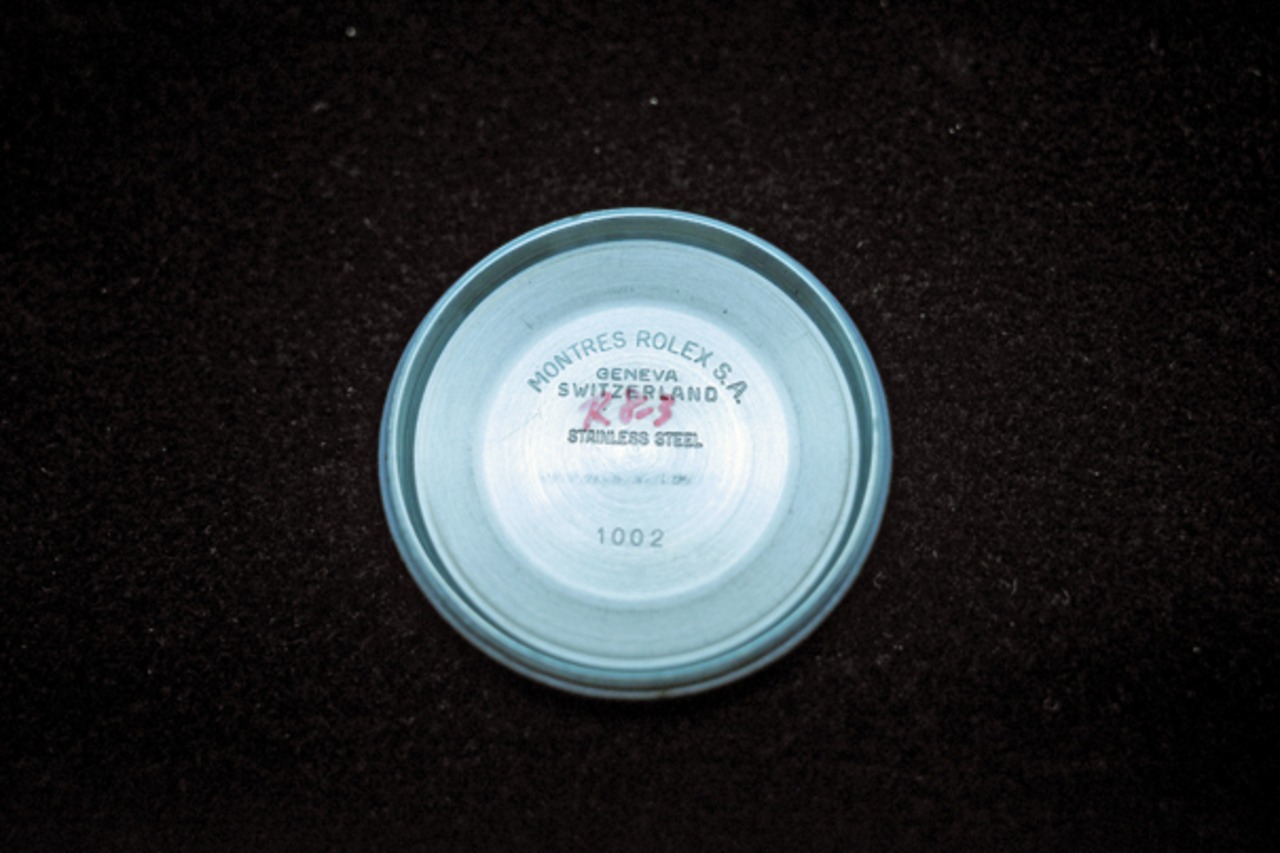 MONTRES ROLEX S.A.
GENEVA
SWITZERLAND
STAINLESS STEEL
1002